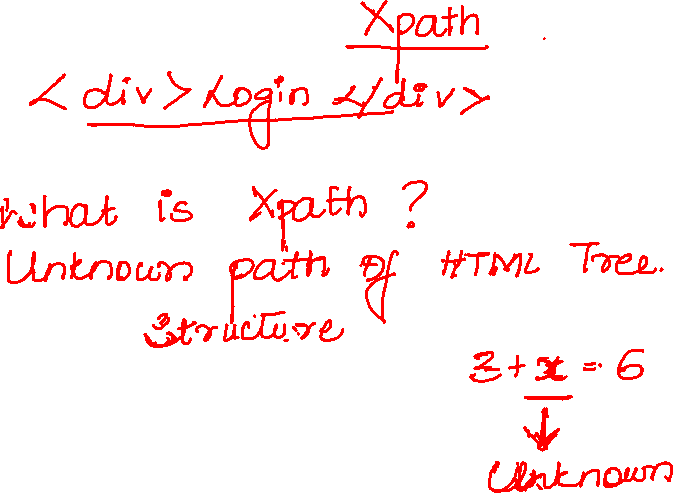 Xpath
<div> Login </div>
What is Xpath ?
Unknown path of HTML Tree.
Structure
3 + x = 6
Unknown